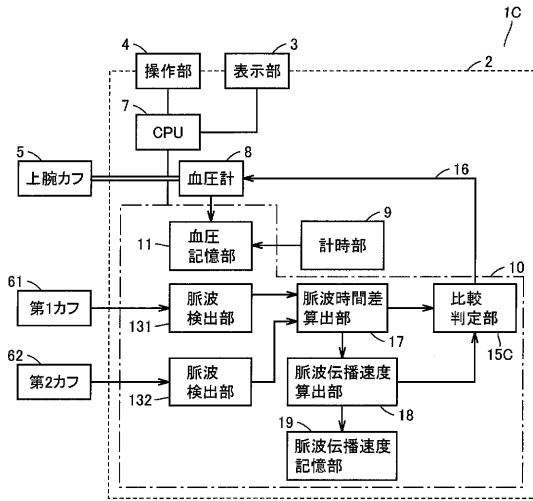 1C
4
3
2
操作部
表示部
7
CPU
5
8
16
上腕カフ
血圧計
9
血圧
記憶部
11
計時部
10
61
第1カフ
脈波
検出部
131
脈波時間差
算出部
17
比較
判定部
15C
62
第2カフ
脈波
検出部
132
脈波伝播速度
算出部
18
19
脈波伝播速度
記憶部